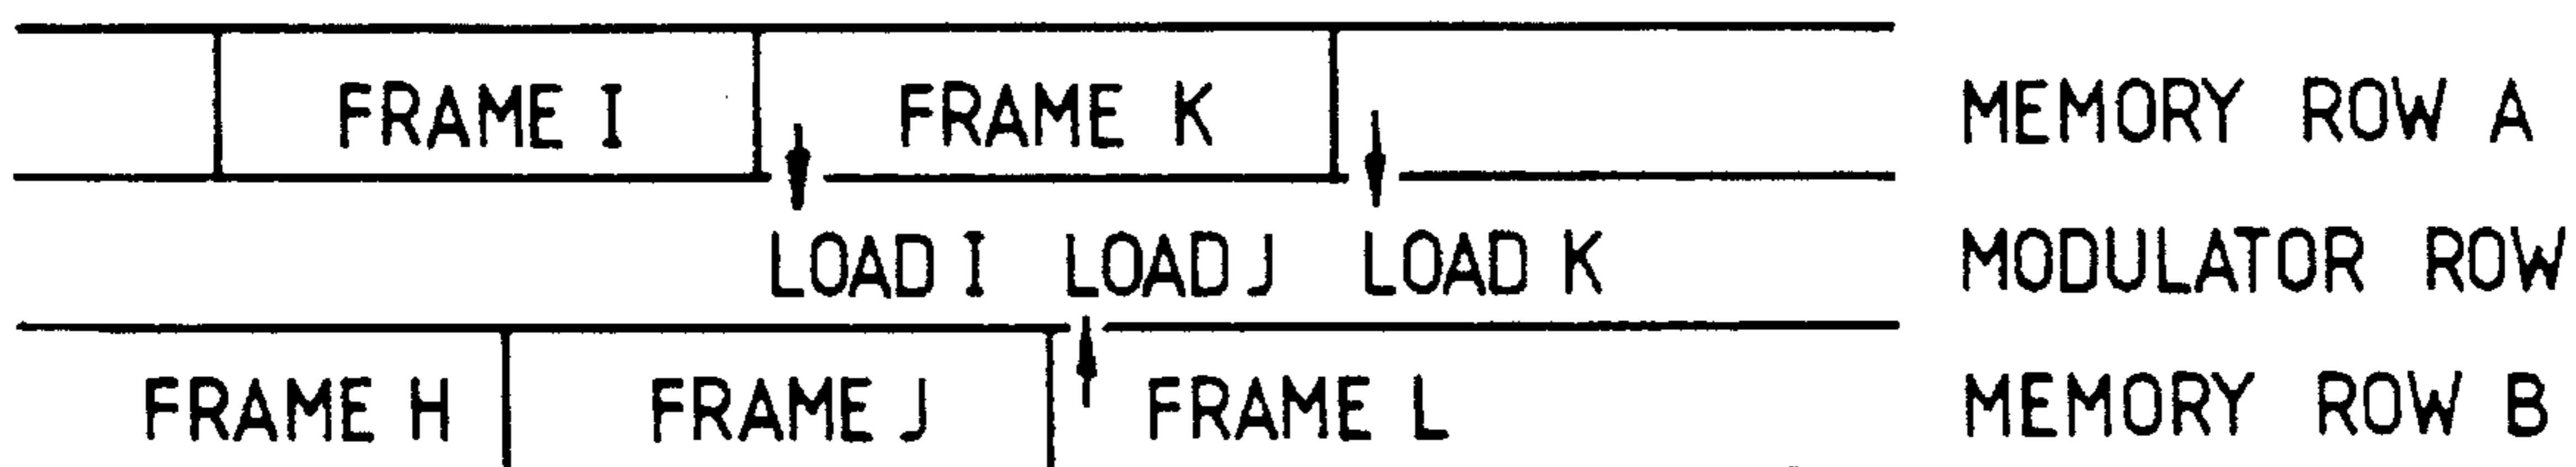 FRAME I FRAME K MEMORY ROW A
LOAD I LOAD J LOAD K MODULATOR ROW
FRAME H FRAME J FRAME L MEMORY ROW B